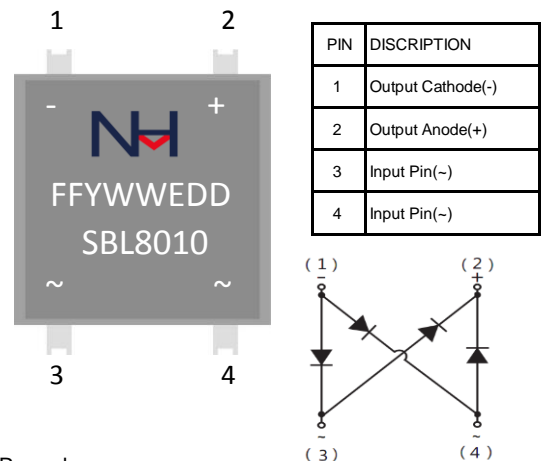 1 2
- +
NH
FFYWWEDD
SBL8010
~ ~
3 4
PIN DISCRIPTION
1 Output Cathode(-)
2 Output Anode(+)
3 Input Pin(~)
4 Input Pin(~)
(1) (2)
- +
~ ~
(3) (4)